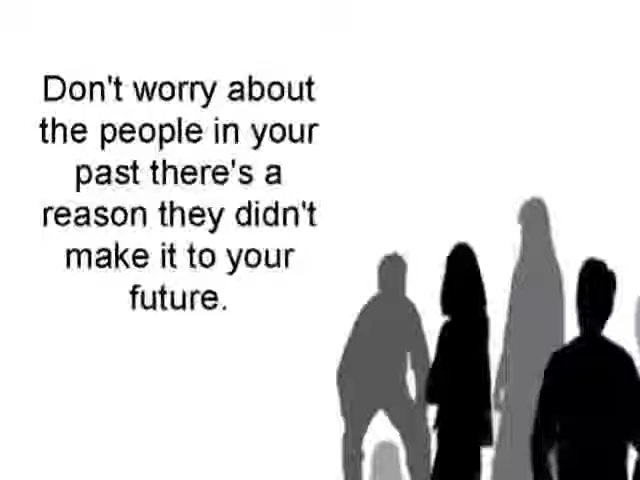 Don't worry about
the people in your
past there's a
reason they didn't
make it to your
future.